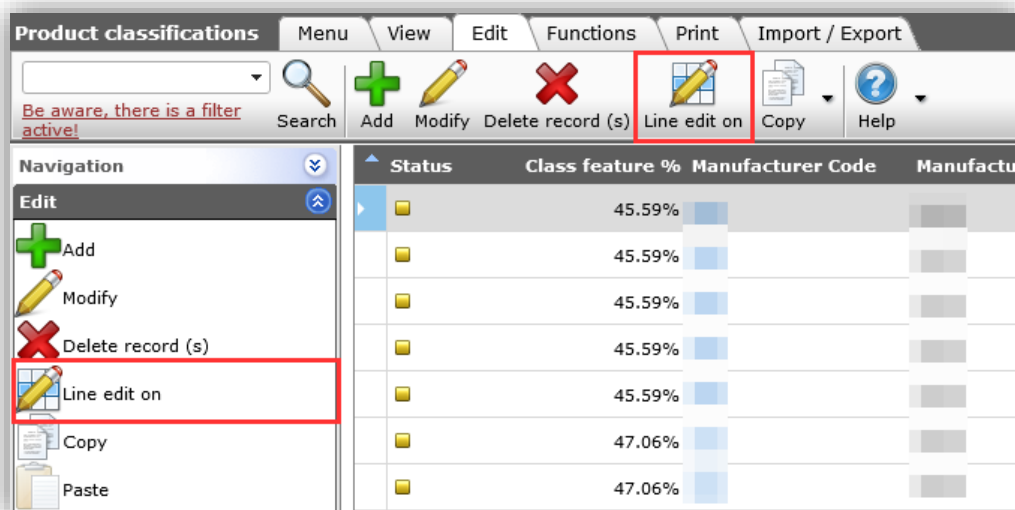 Product classifications Menu View Edit Functions Print Import / Export
Be aware, there is a filter
active!
Search Add Modify Delete record (s) Line edit on Copy Help
Navigation
Edit
Add
Modify
Delete record (s)
Line edit on
Copy
Paste
Status Class feature % Manufacturer Code Manufactu
45.59%
45.59%
45.59%
45.59%
45.59%
47.06%
47.06%